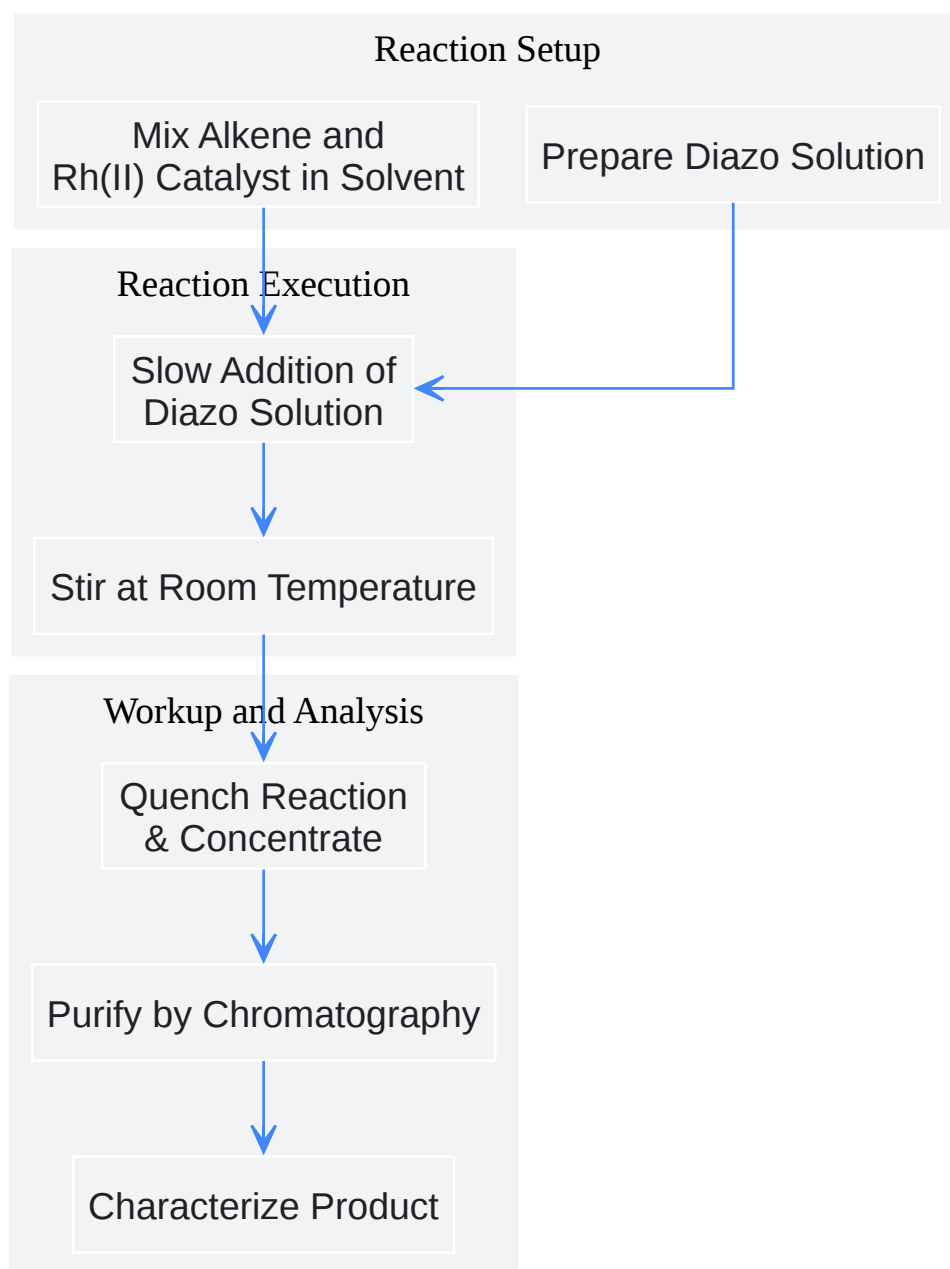 Reaction Setup
Mix Alkene and
Rh(II) Catalyst in Solvent
Prepare Diazo Solution
Reaction Execution
Slow Addition of
Diazo Solution
Stir at Room Temperature
Workup and Analysis
Quench Reaction
& Concentrate
Purify by Chromatography
Characterize Product